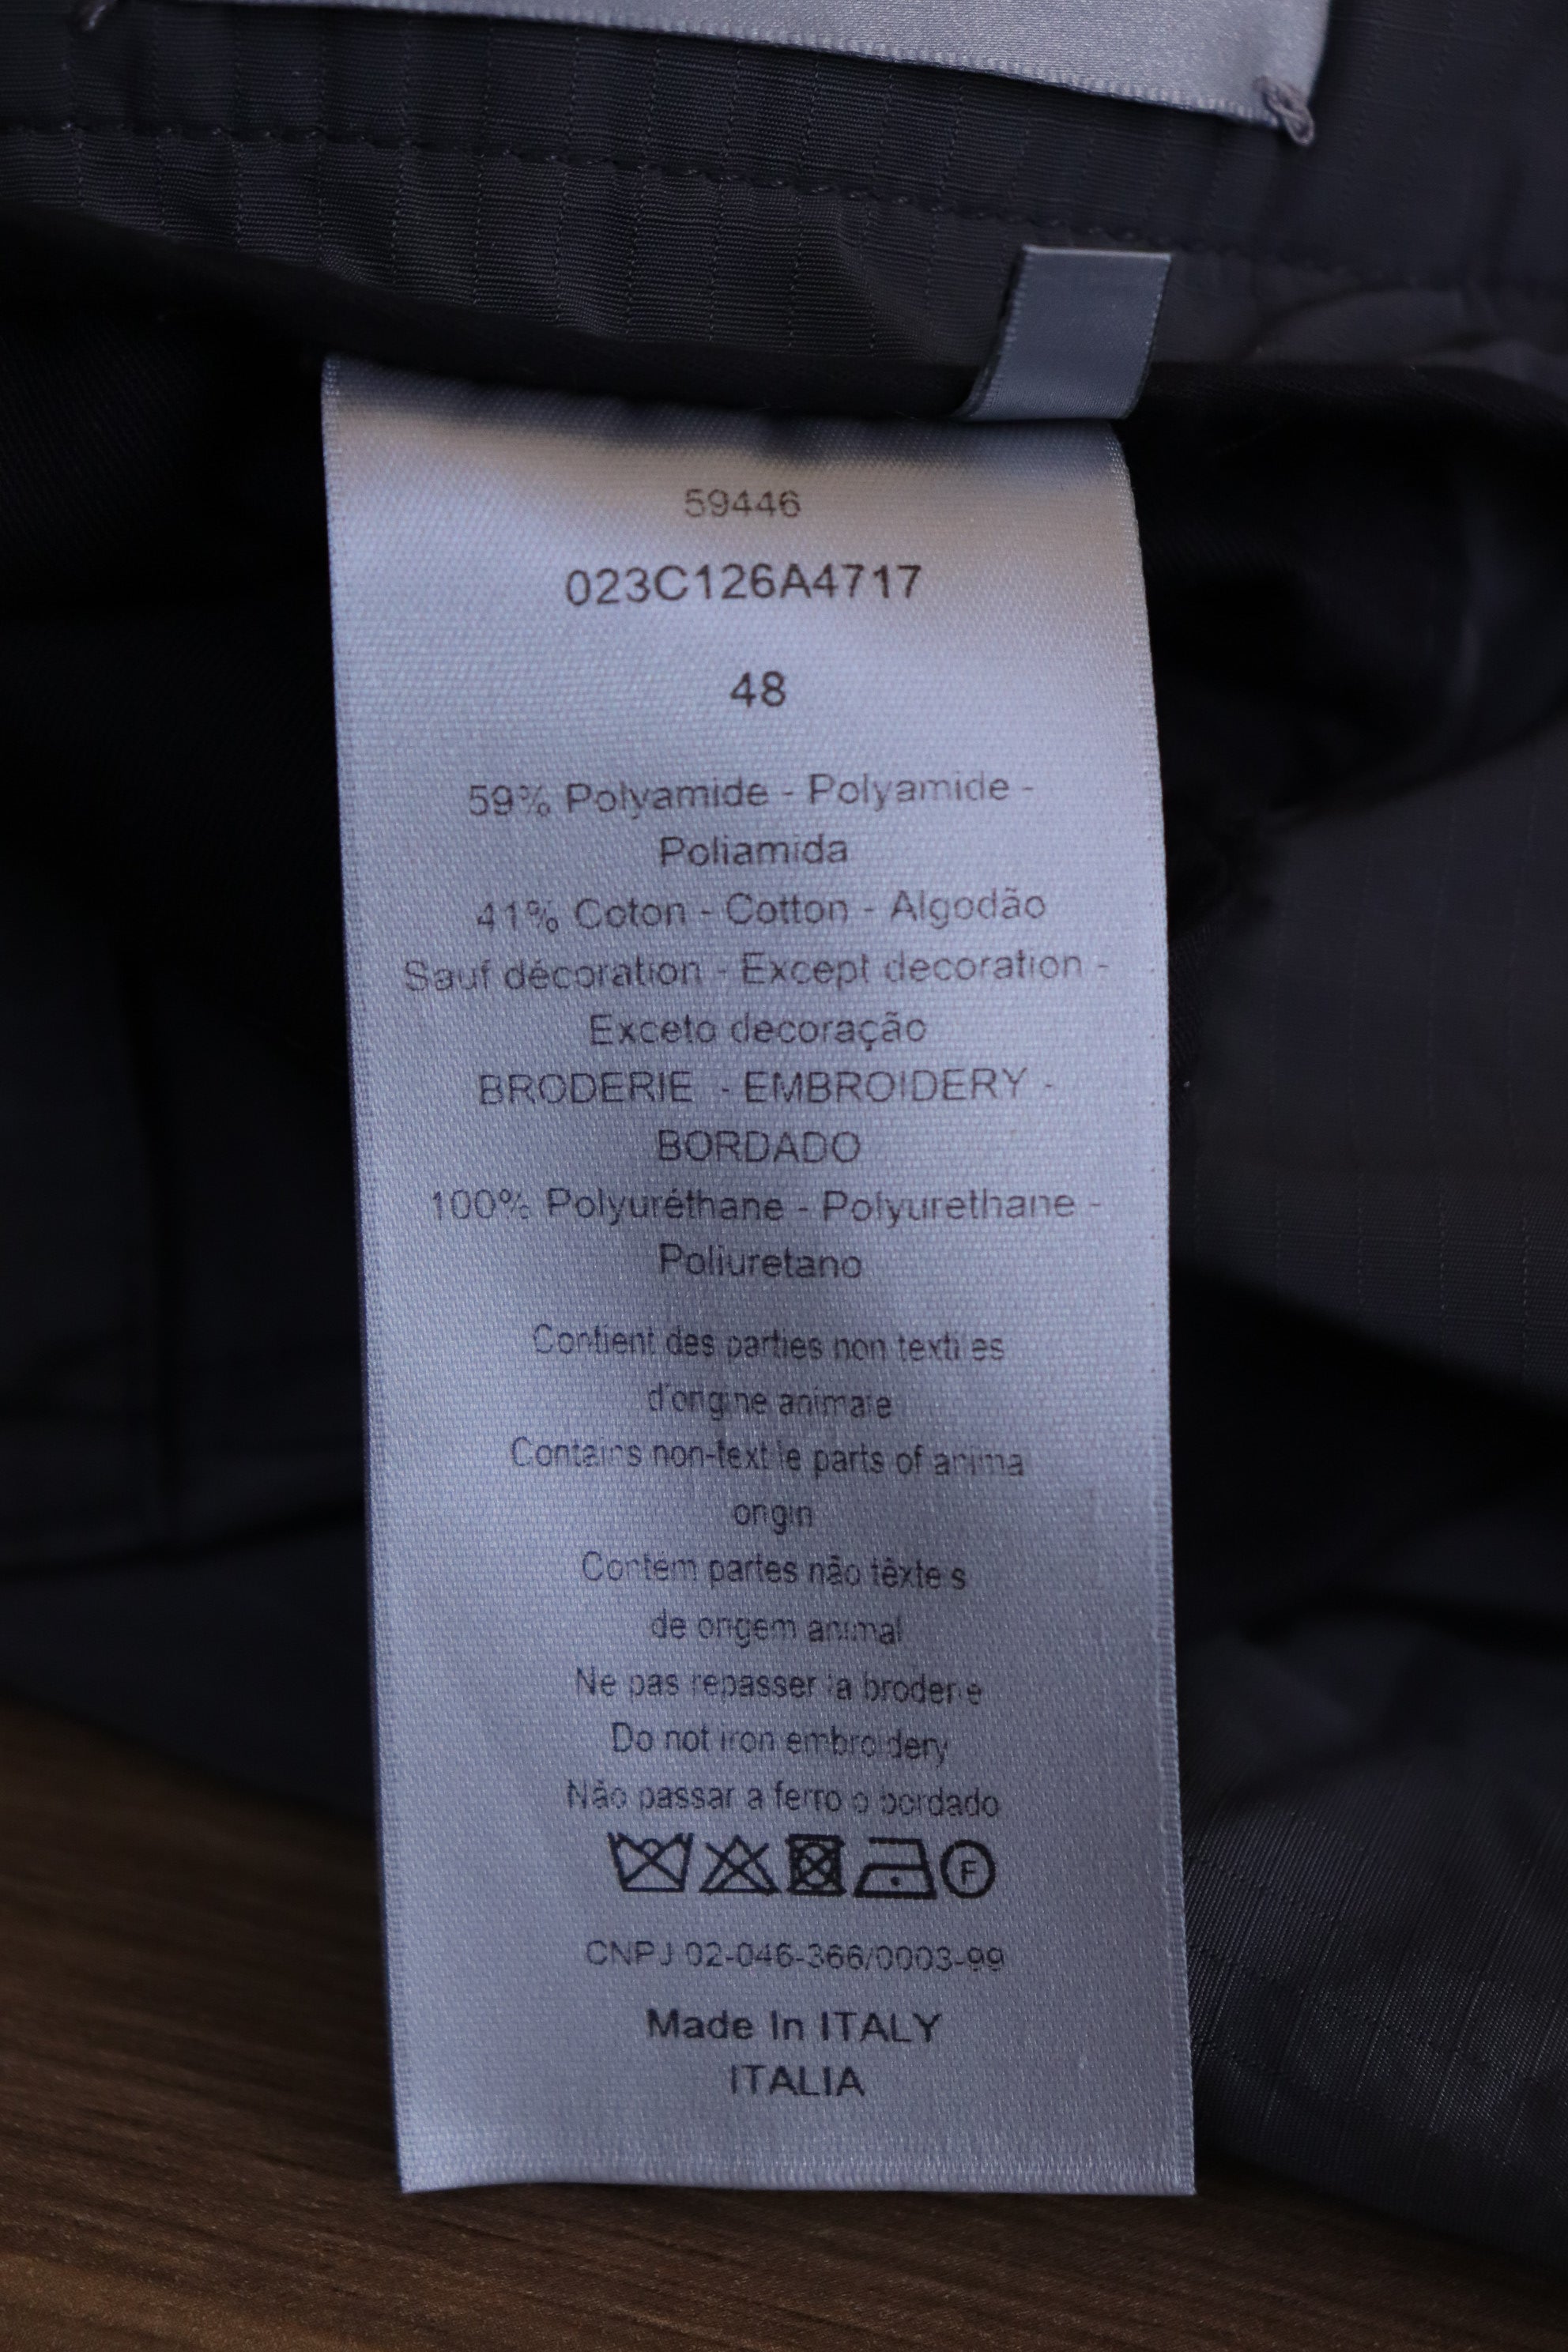 59446
023C126A4717
48
59% Polyamide - Polyamide -
Poliamida
41% Coton - Cotton - Algodão
Sauf décoration - Except decoration -
Exceto decoração
BRODERIE - EMBROIDERY -
BORDADO
100% Polyuréthane - Polyurethane -
Poliuretano
Contient des parties non textiles
d'origine animale
Contains non-textile parts of animal
origin
Contém partes não têxteis
de origem animal
Ne pas repasser la broderie
Do not iron embroidery
Não passar a ferro o bordado
F
CNPJ 02-046-366/0003-99
Made In ITALY
ITALIA